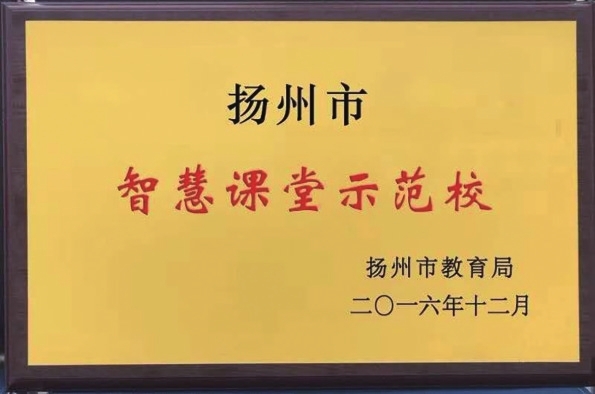 扬州市
智慧课堂示范校
扬州市教育局
二〇一六年十二月